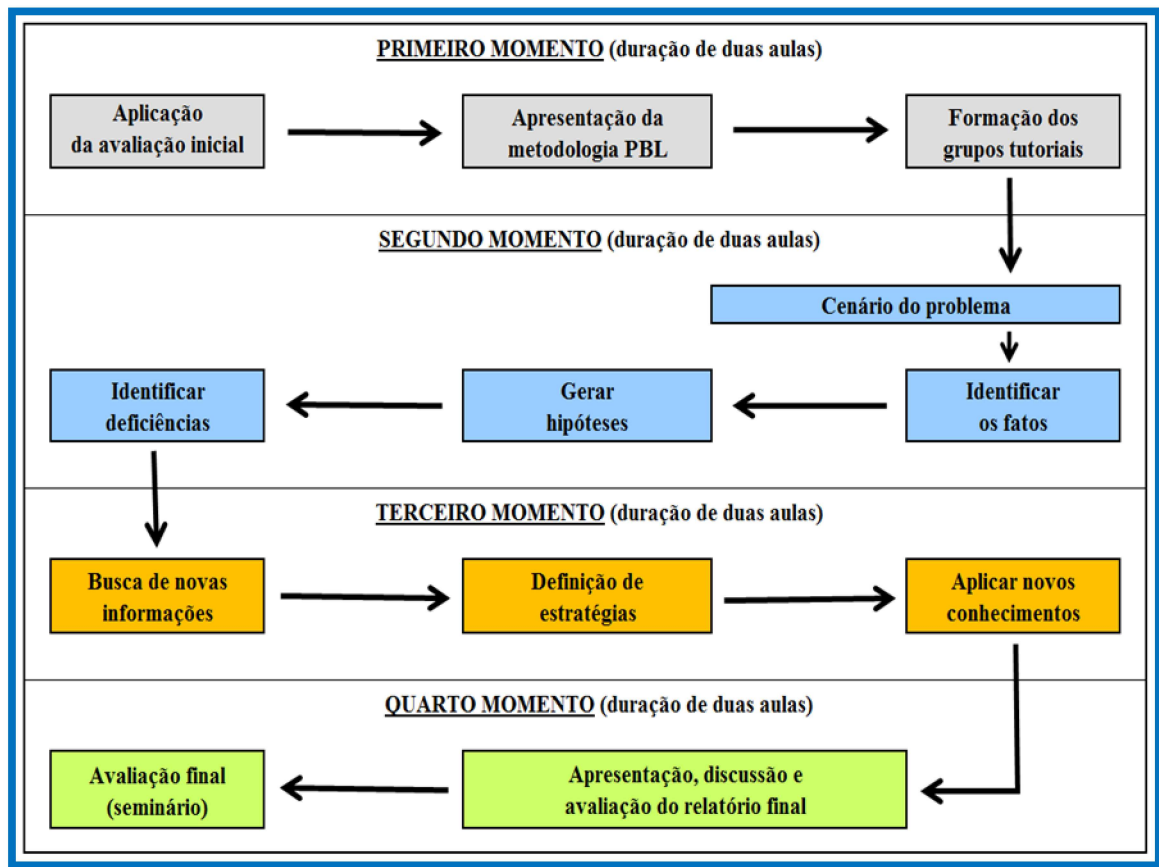 PRIMEIRO MOMENTO (duração de duas aulas)
Aplicação
da avaliação inicial
Apresentação da
metodologia PBL
Formação dos
grupos tutoriais
SEGUNDO MOMENTO (duração de duas aulas)
Cenário do problema
Identificar
os fatos
Gerar
hipóteses
Identificar
deficiências
TERCEIRO MOMENTO (duração de duas aulas)
Busca de novas
informações
Definição de
estratégias
Aplicar novos
conhecimentos
QUARTO MOMENTO (duração de duas aulas)
Apresentação, discussão e
avaliação do relatório final
Avaliação final
(seminário)